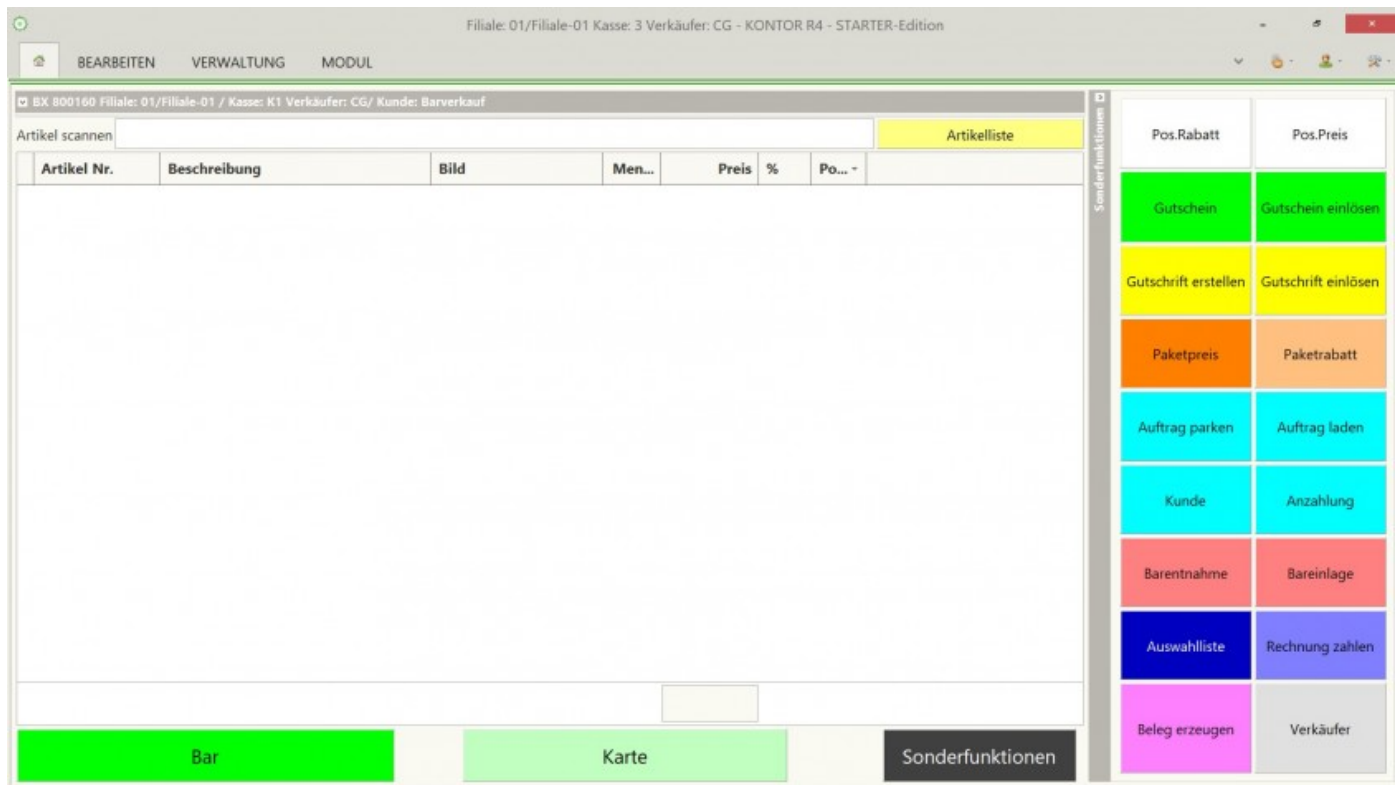 Filiale: 01/Filiale-01 Kasse: 3 Verkäufer: CG - KONTOR R4 - STARTER-Edition
BEARBEITEN VERWALTUNG MODUL
BX 800160 Filiale: 01/Filiale-01 / Kasse: K1 Verkäufer: CG/ Kunde: Barverkauf
Artikel scannen Artikelliste
Artikel Nr. Beschreibung Bild Men... Preis % Po...
Bar Karte Sonderfunktionen
Sonderfunktionen
Pos.Rabatt Pos.Preis
Gutschein Gutschein einlösen
Gutschrift erstellen Gutschrift einlösen
Paketpreis Paketrabatt
Auftrag parken Auftrag laden
Kunde Anzahlung
Barentnahme Bareinlage
Auswahlliste Rechnung zahlen
Beleg erzeugen Verkäufer